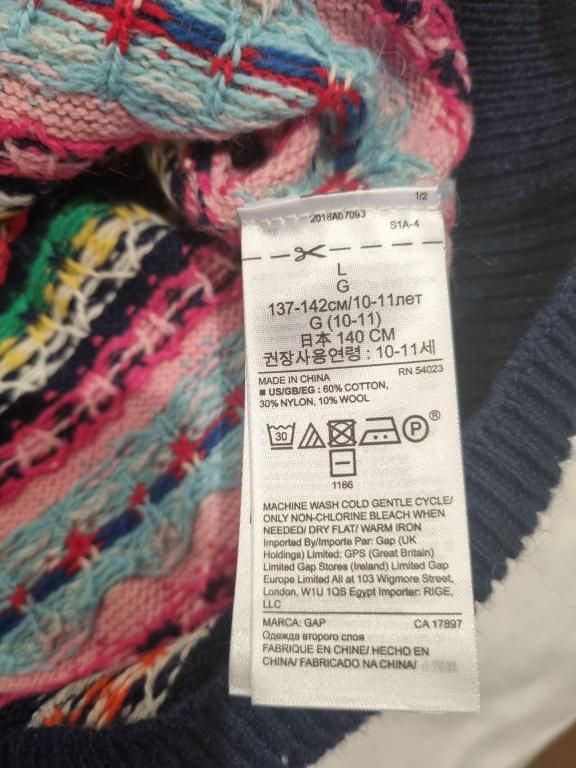 1/2
2018AD7093
S1A-4
L
G
137-142см/10-11лет
G (10-11)
日本 140 CM
권장사용연령 : 10-11세
MADE IN CHINA RN 54023
■ US/GB/EG : 60% COTTON,
30% NYLON, 10% WOOL
30
P ®
1166
MACHINE WASH COLD GENTLE CYCLE/
ONLY NON-CHLORINE BLEACH WHEN
NEEDED/ DRY FLAT/ WARM IRON
Imported By/Importe Par: Gap (UK
Holdings) Limited: GPS (Great Britain)
Limited Gap Stores (Ireland) Limited Gap
Europe Limited All at 103 Wigmore Street,
London, W1U 1QS Egypt Importer: RIGE,
LLC
MARCA: GAP CA 17897
Одежда второго слоя
FABRIQUE EN CHINE/ HECHO EN
CHINA/ FABRICADO NA CHINA/